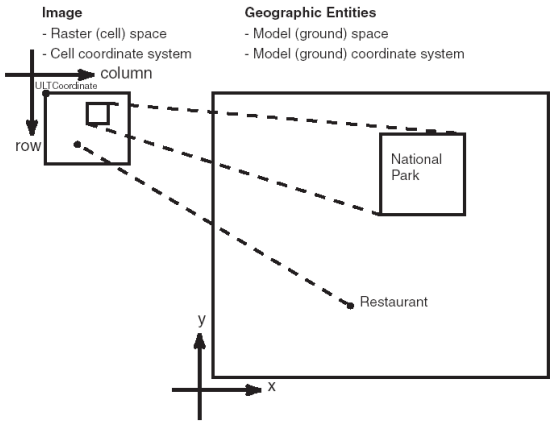 Image
- Raster (cell) space
- Cell coordinate system
Geographic Entities
- Model (ground) space
- Model (ground) coordinate system
column
ULTCoordinate
row
National
Park
Restaurant
y
x